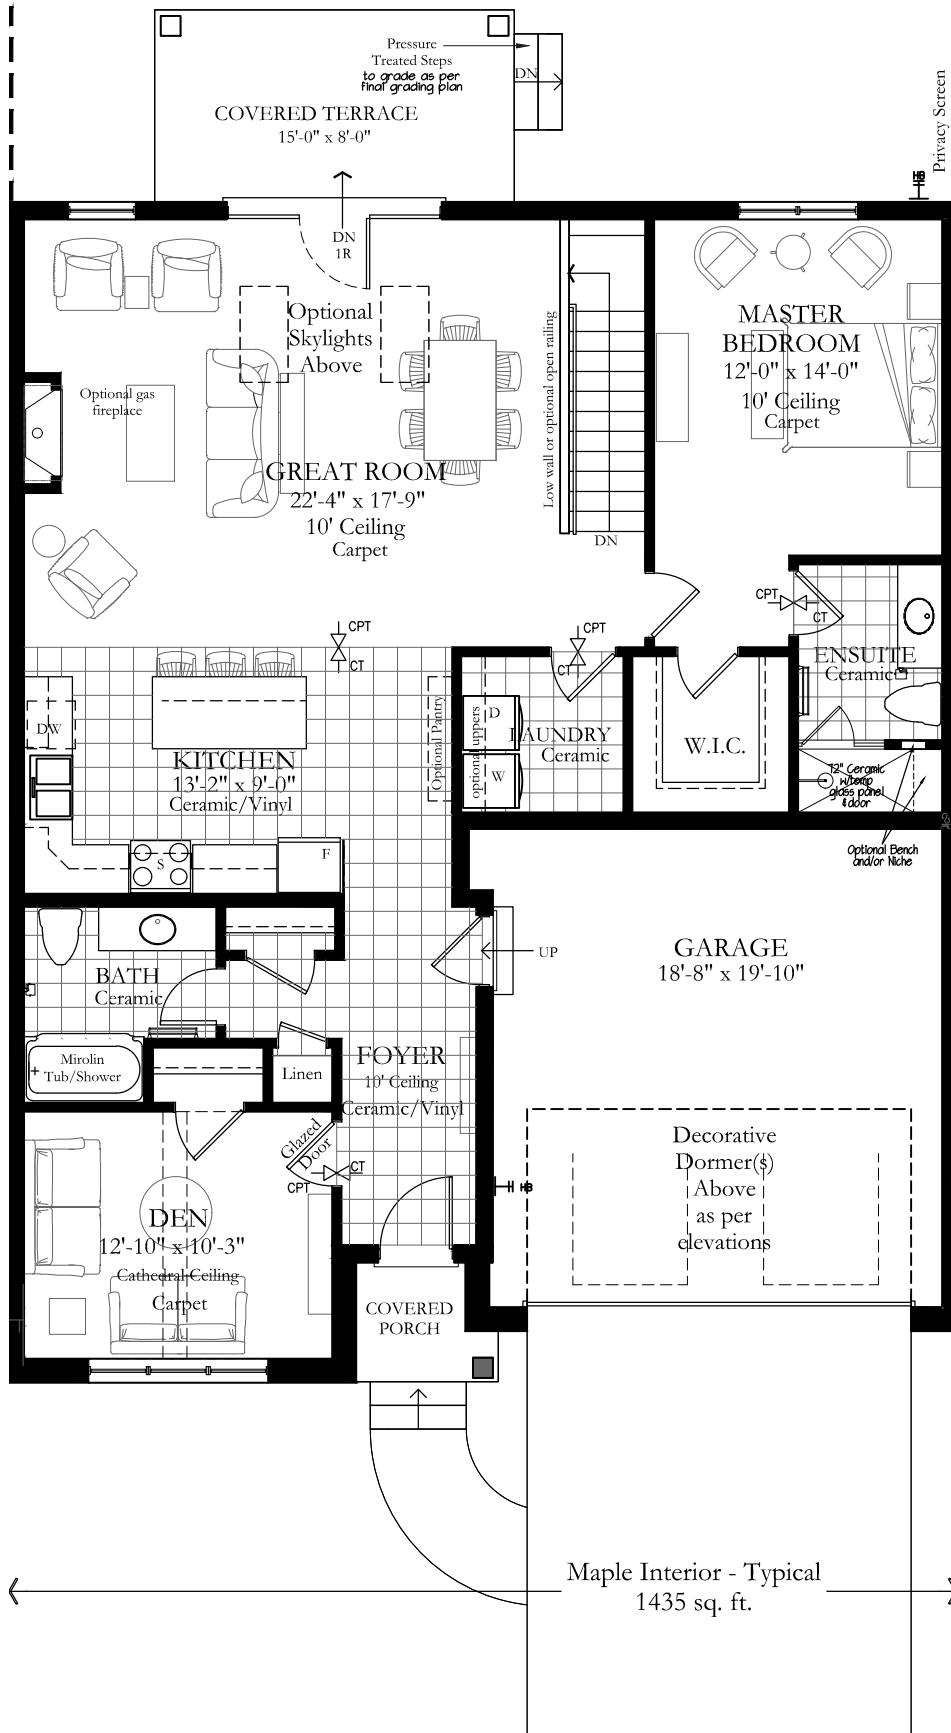 Pressure
Treated Steps
to grade as per
final grading plan
DN
COVERED TERRACE
15'-0" x 8'-0"
Privacy Screen
HB
DN
1R
Optional
Skylights
Above
Optional gas
fireplace
GREAT ROOM
22'-4" x 17'-9"
10' Ceiling
Carpet
Low wall or optional open railing
DN
MASTER
BEDROOM
12'-0" x 14'-0"
10' Ceiling
Carpet
CPT
CT
CPT
CT
CPT
CT
ENSUITE
Ceramic
DW
KITCHEN
13'-2" x 9'-0"
Ceramic/Vinyl
S
F
Optional Pantry
optional uppers
D
W
LAUNDRY
Ceramic
W.I.C.
72" Ceramic
w/temp
glass panel
& door
Optional Bench
and/or Niche
BATH
Ceramic
Mirolin
Tub/Shower
Linen
UP
GARAGE
18'-8" x 19'-10"
FOYER
10' Ceiling
Ceramic/Vinyl
Glazed
Door
CT
CPT
HB
DEN
12'-10" x 10'-3"
Cathedral Ceiling
Carpet
Decorative
Dormer(s)
Above
as per
elevations
COVERED
PORCH
Maple Interior - Typical
1435 sq. ft.